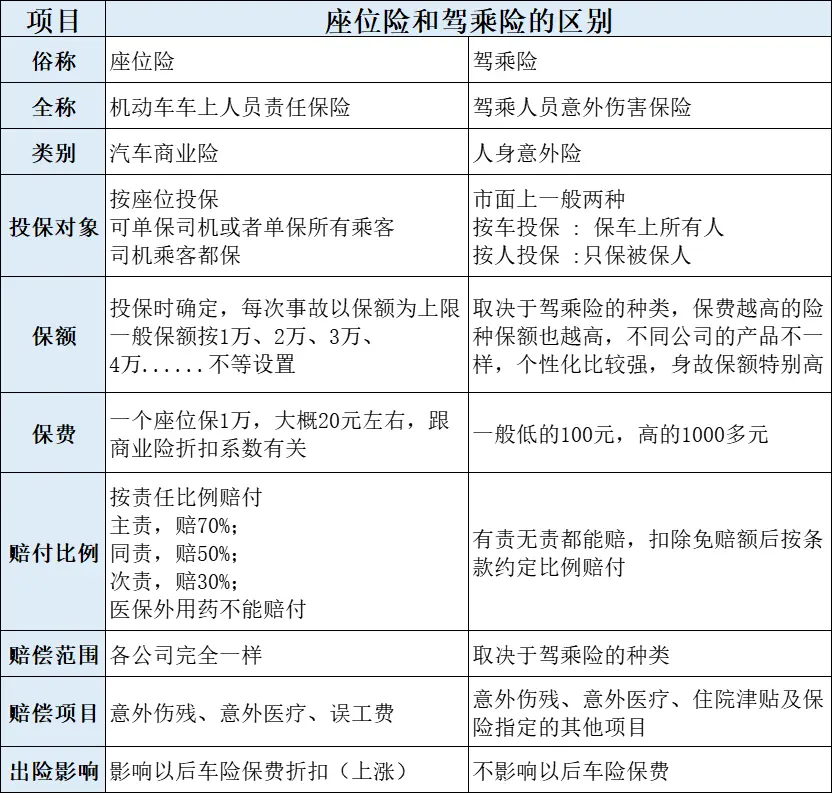 项目 座位险和驾乘险的区别
俗称 座位险 驾乘险
全称 机动车车上人员责任保险 驾乘人员意外伤害保险
类别 汽车商业险 人身意外险
投保对象
按座位投保
可单保司机或者单保所有乘客
司机乘客都保
市面上一般两种
按车投保 : 保车上所有人
按人投保 :只保被保人
保额
投保时确定，每次事故以保额为上限
一般保额按1万、2万、3万、
4万......不等设置
取决于驾乘险的种类，保费越高的险
种保额也越高，不同公司的产品不一
样，个性化比较强，身故保额特别高
保费
一个座位保1万，大概20元左右，跟
商业险折扣系数有关
一般低的100元，高的1000多元
赔付比例
按责任比例赔付
主责，赔70%；
同责，赔50%；
次责，赔30%；
医保外用药不能赔付
有责无责都能赔，扣除免赔额后按条
款约定比例赔付
赔偿范围 各公司完全一样 取决于驾乘险的种类
赔偿项目 意外伤残、意外医疗、误工费
意外伤残、意外医疗、住院津贴及保
险指定的其他项目
出险影响 影响以后车险保费折扣（上涨） 不影响以后车险保费